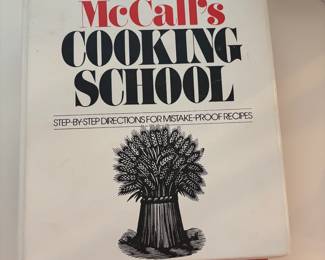 McCall's
COOKING
SCHOOL
STEP-BY-STEP DIRECTIONS FOR MISTAKE-PROOF RECIPES